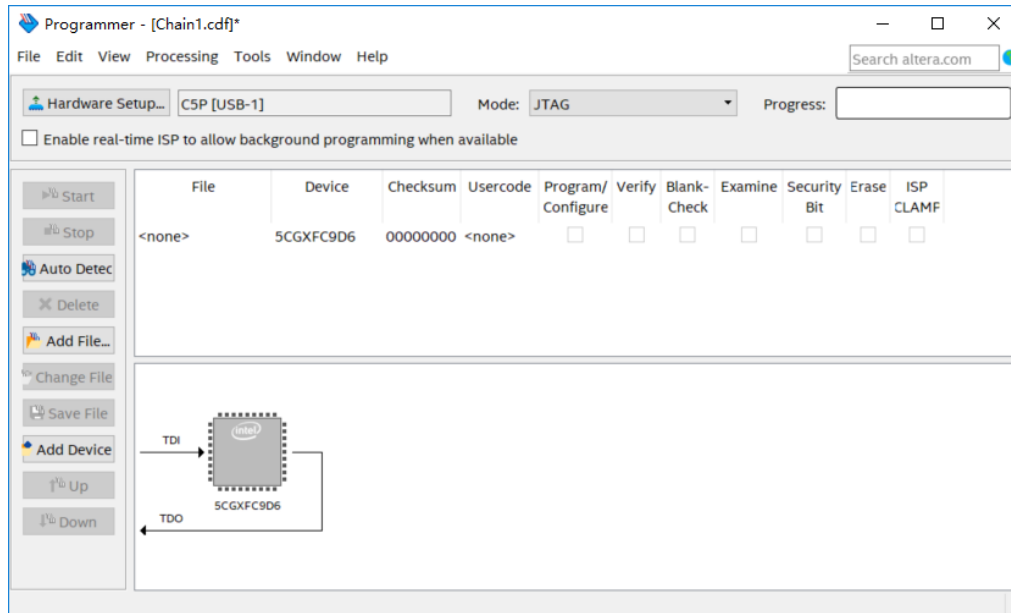 Programmer - [Chain1.cdf]*
File Edit View Processing Tools Window Help
Search altera.com
Hardware Setup... C5P [USB-1] Mode: JTAG Progress:
Enable real-time ISP to allow background programming when available
Start
Stop
Auto Detec
Delete
Add File...
Change File
Save File
Add Device
Up
Down
File Device Checksum Usercode Program/ Verify Blank- Examine Security Erase ISP
Configure Check Bit CLAMP
<none> 5CGXFC9D6 00000000 <none>
TDI
intel
5CGXFC9D6
TDO